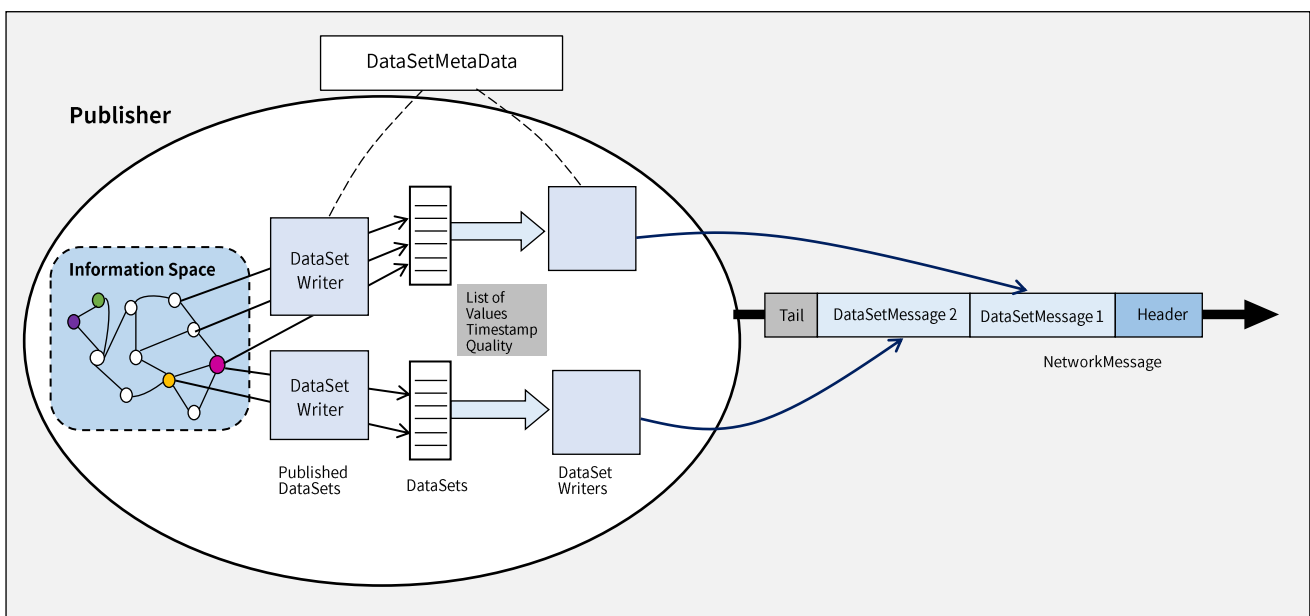 DataSetMetaData
Publisher
Information Space
DataSet
Writer
List of
Values
Timestamp
Quality
DataSet
Writer
Published
DataSets
DataSets
DataSet
Writers
Tail
DataSetMessage 2
DataSetMessage 1
Header
NetworkMessage